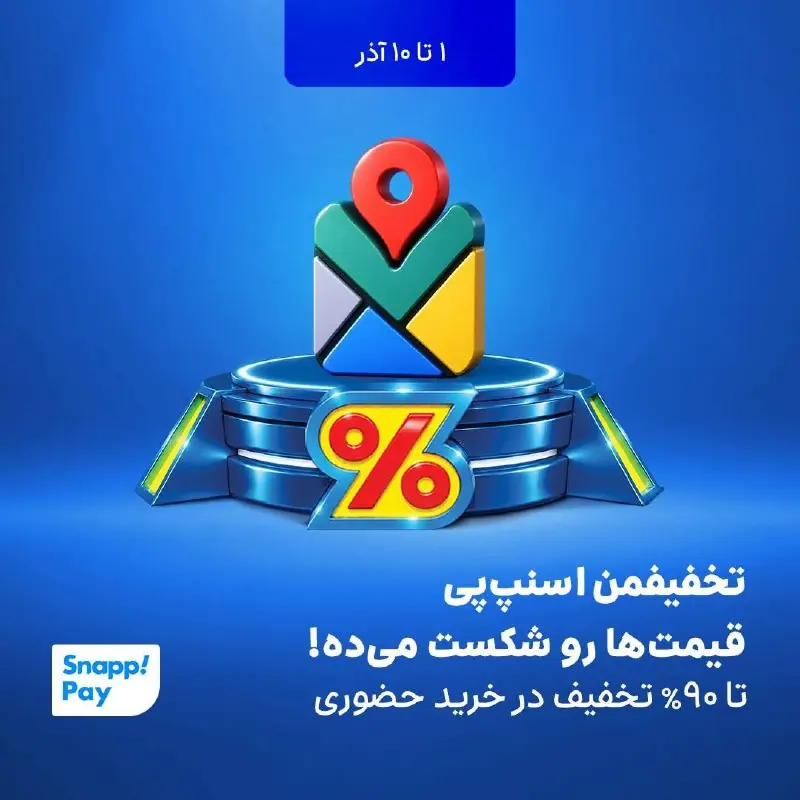 ۱ تا ۱۰ آذر
%
تخفیفمن اسنپ‌پی
قیمت‌ها رو شکست می‌ده!
تا ۹۰% تخفیف در خرید حضوری
Snapp!
Pay